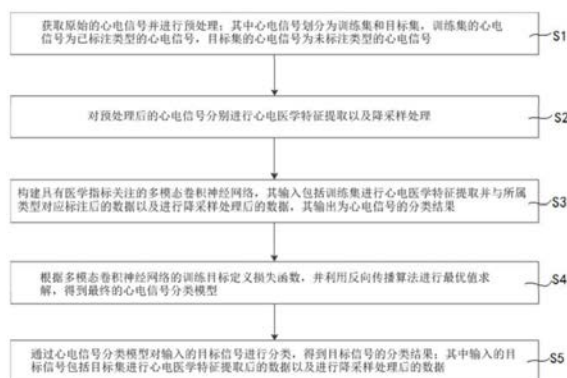 获取原始的心电信号并进行预处理；其中心电信号划分为训练集和目标集，训练集的心电
信号为已标注类型的心电信号，目标集的心电信号为未标注类型的心电信号
S1
对预处理后的心电信号分别进行心电医学特征提取以及降采样处理
S2
构建具有医学指标关注的多模态卷积神经网络，其输入包括训练集进行心电医学特征提取并与所属
类型对应标注后的数据以及进行降采样处理后的数据，其输出为心电信号的分类结果
S3
根据多模态卷积神经网络的训练目标定义损失函数，并利用反向传播算法进行最优值求
解，得到最终的心电信号分类模型
S4
通过心电信号分类模型对输入的目标信号进行分类，得到目标信号的分类结果；其中输入的目
标信号包括目标集进行心电医学特征提取后的数据以及进行降采样处理后的数据
S5